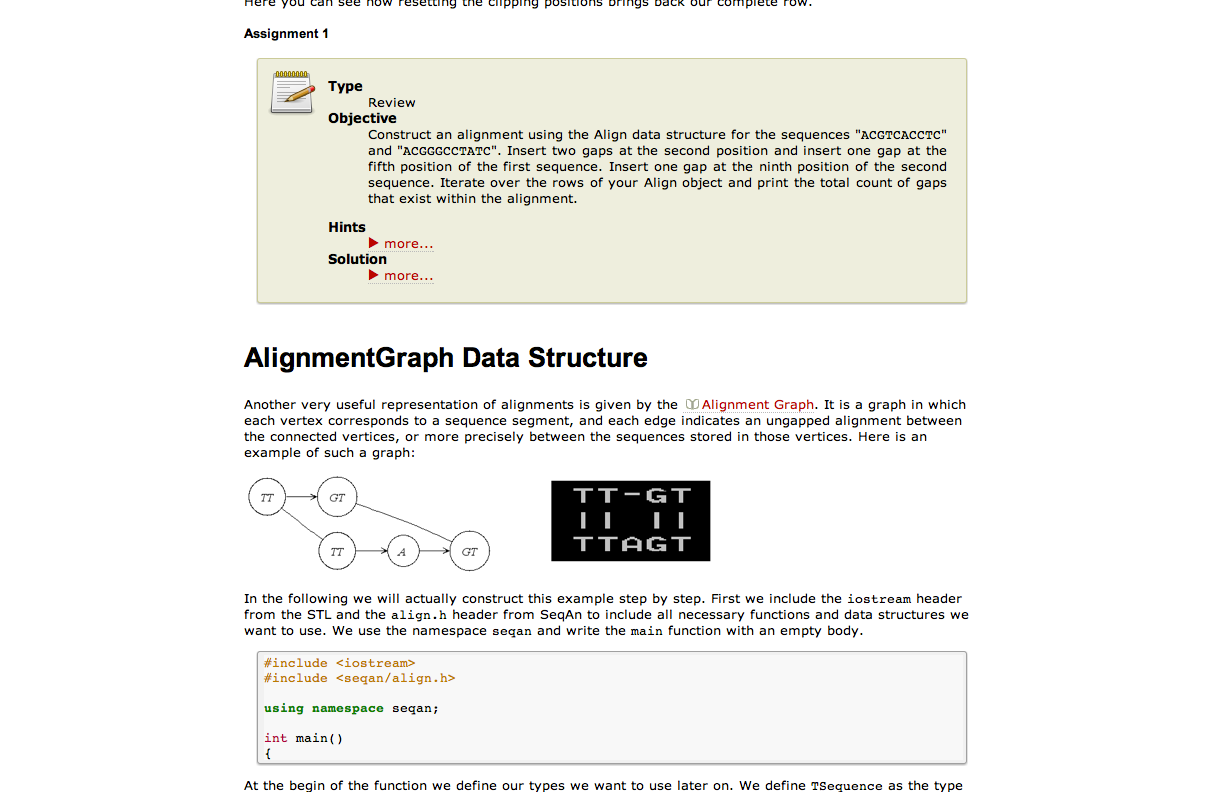 Here you can see how resetting the clipping positions brings back our complete row.
Assignment 1
Type
Review
Objective
Construct an alignment using the Align data structure for the sequences "ACGTCACCTC"
and "ACGGGCCTATC". Insert two gaps at the second position and insert one gap at the
fifth position of the first sequence. Insert one gap at the ninth position of the second
sequence. Iterate over the rows of your Align object and print the total count of gaps
that exist within the alignment.
Hints
more...
Solution
more...
AlignmentGraph Data Structure
Another very useful representation of alignments is given by the Alignment Graph. It is a graph in which
each vertex corresponds to a sequence segment, and each edge indicates an ungapped alignment between
the connected vertices, or more precisely between the sequences stored in those vertices. Here is an
example of such a graph:
TT GT
TT A GT
TT-GT
|| ||
TTAGT
In the following we will actually construct this example step by step. First we include the iostream header
from the STL and the align.h header from SeqAn to include all necessary functions and data structures we
want to use. We use the namespace seqan and write the main function with an empty body.
#include <iostream>
#include <seqan/align.h>
using namespace seqan;
int main()
{
At the begin of the function we define our types we want to use later on. We define TSequence as the type